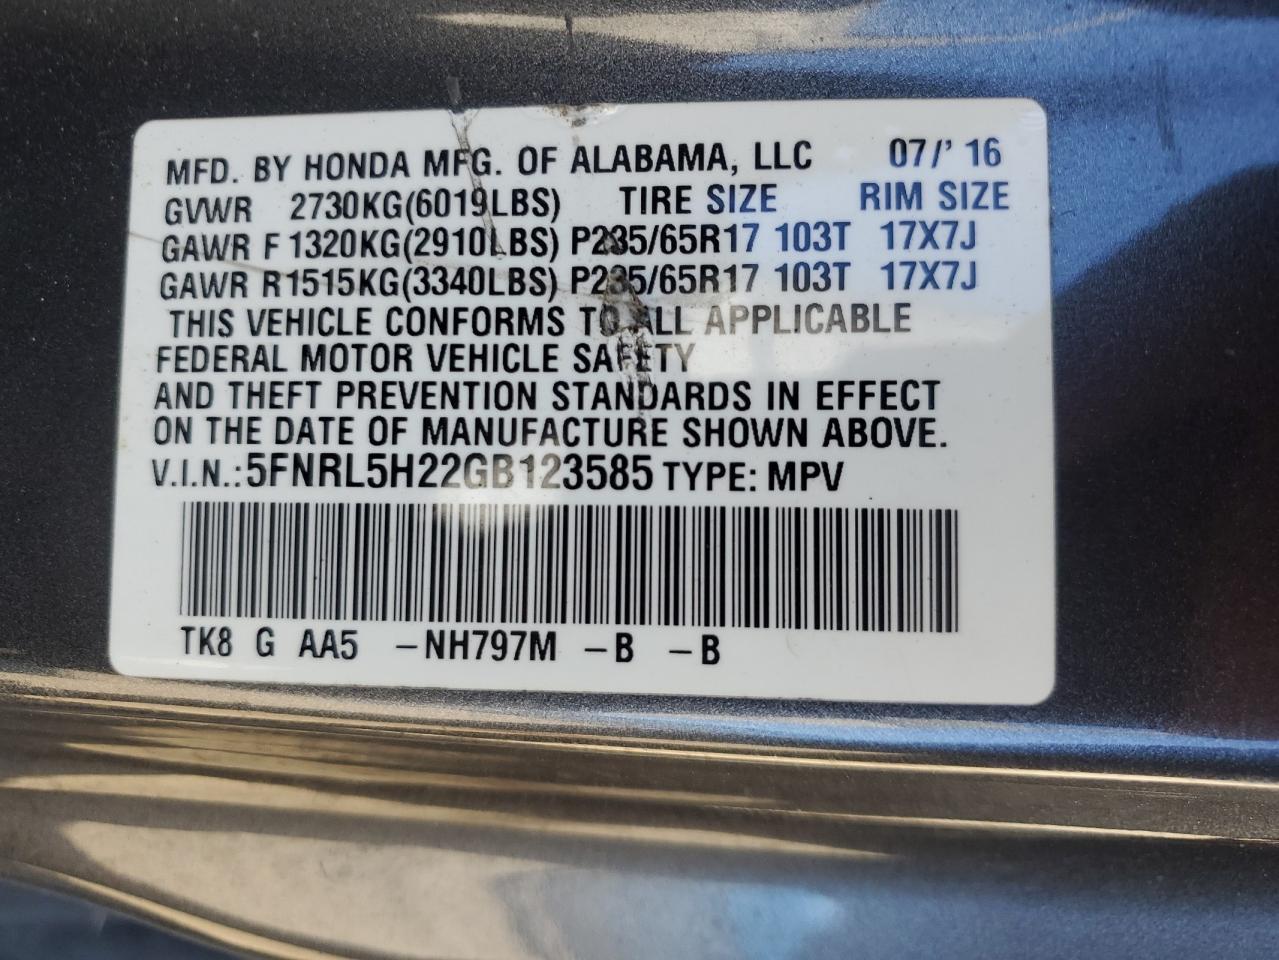 MFD. BY HONDA MFG. OF ALABAMA, LLC 07/' 16
GVWR 2730KG(6019LBS) TIRE SIZE RIM SIZE
GAWR F 1320KG(2910LBS) P235/65R17 103T 17X7J
GAWR R1515KG(3340LBS) P235/65R17 103T 17X7J
THIS VEHICLE CONFORMS TO ALL APPLICABLE
FEDERAL MOTOR VEHICLE SAFETY
AND THEFT PREVENTION STANDARDS IN EFFECT
ON THE DATE OF MANUFACTURE SHOWN ABOVE.
V.I.N.:5FNRL5H22GB123585 TYPE: MPV
TK8 G AA5 -NH797M -B -B